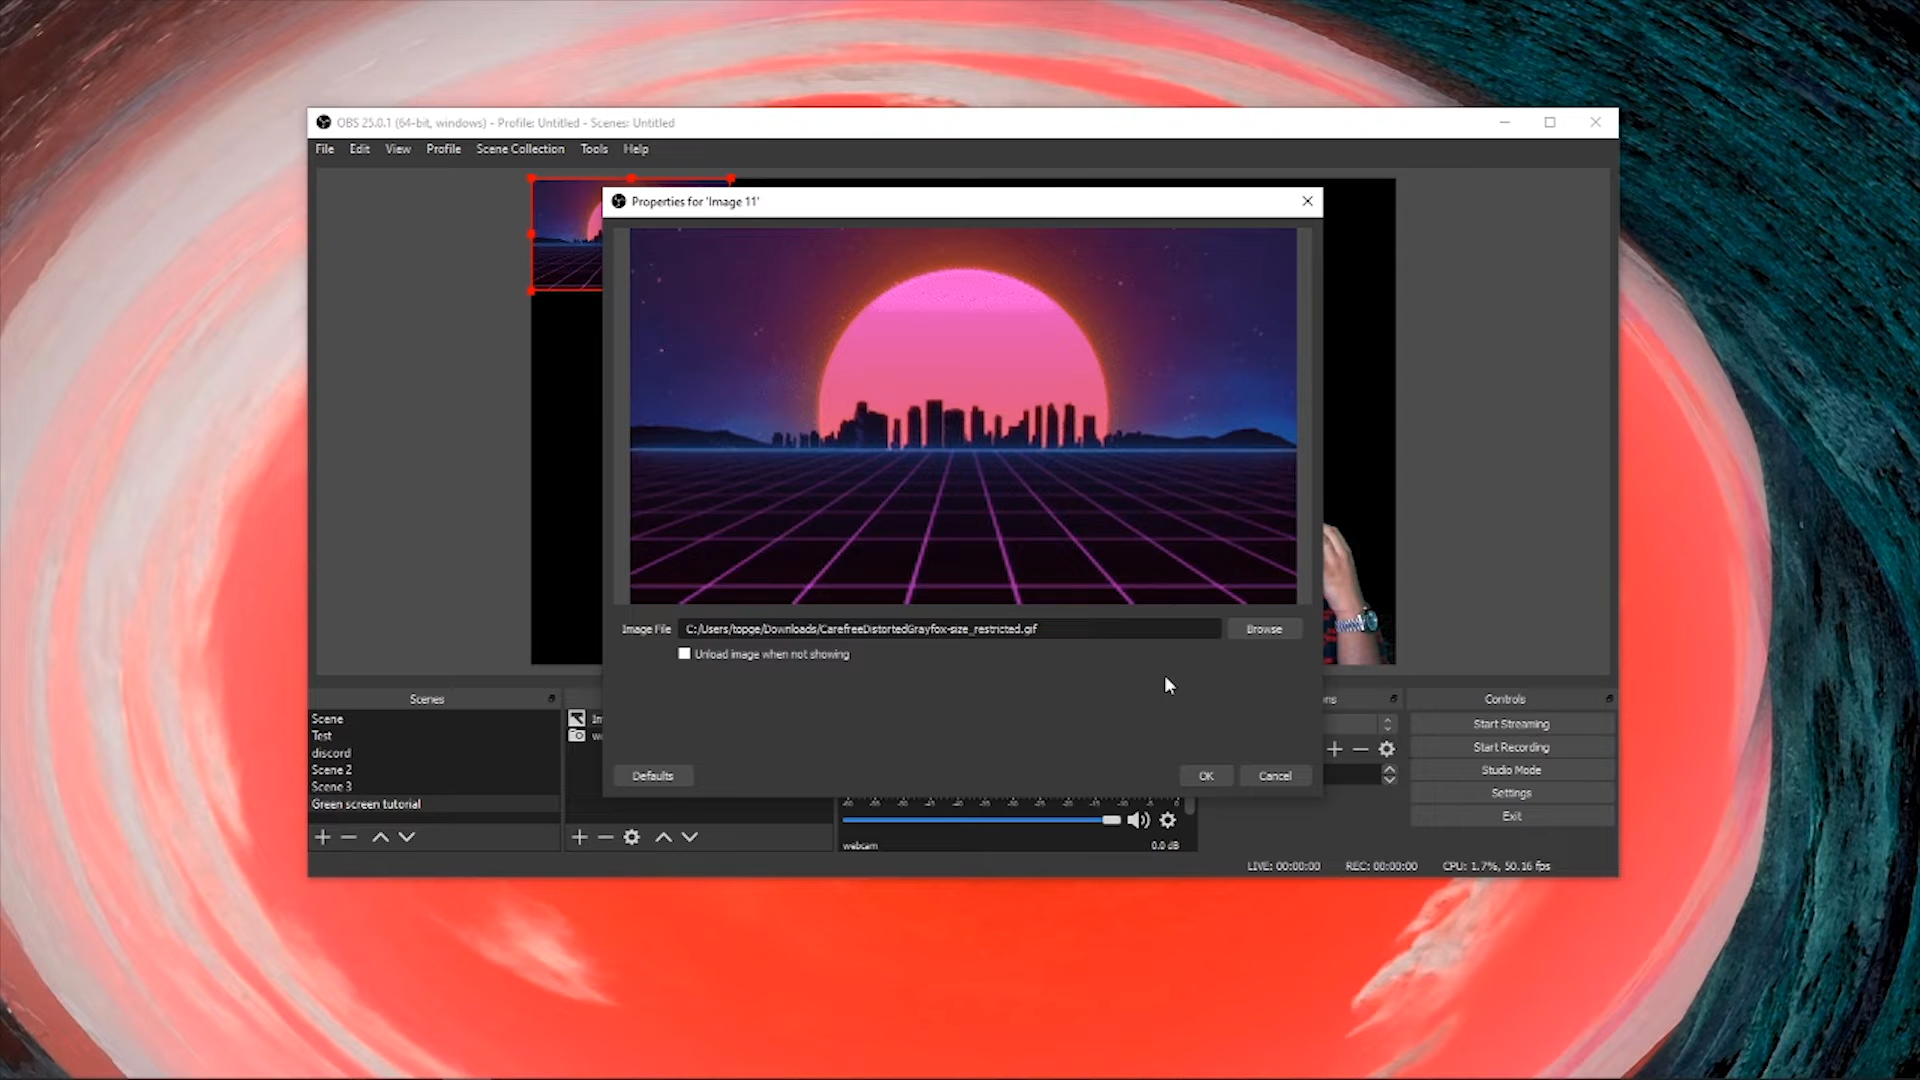 OBS 25.0.1 (64-bit, windows) - Profile: Untitled - Scenes: Untitled
File Edit View Profile Scene Collection Tools Help
Properties for 'Image 11'
Image File C:/Users/topge/Downloads/CarefreeDistortedGrayfox-size_restricted.gif Browse
Unload image when not showing
Defaults OK Cancel
Scenes
Scene
Test
discord
Scene 2
Scene 3
Green screen tutorial
webcam 0.0 dB
Controls
Start Streaming
Start Recording
Studio Mode
Settings
Exit
LIVE: 00:00:00 REC: 00:00:00 CPU: 1.7%, 50.16 fps